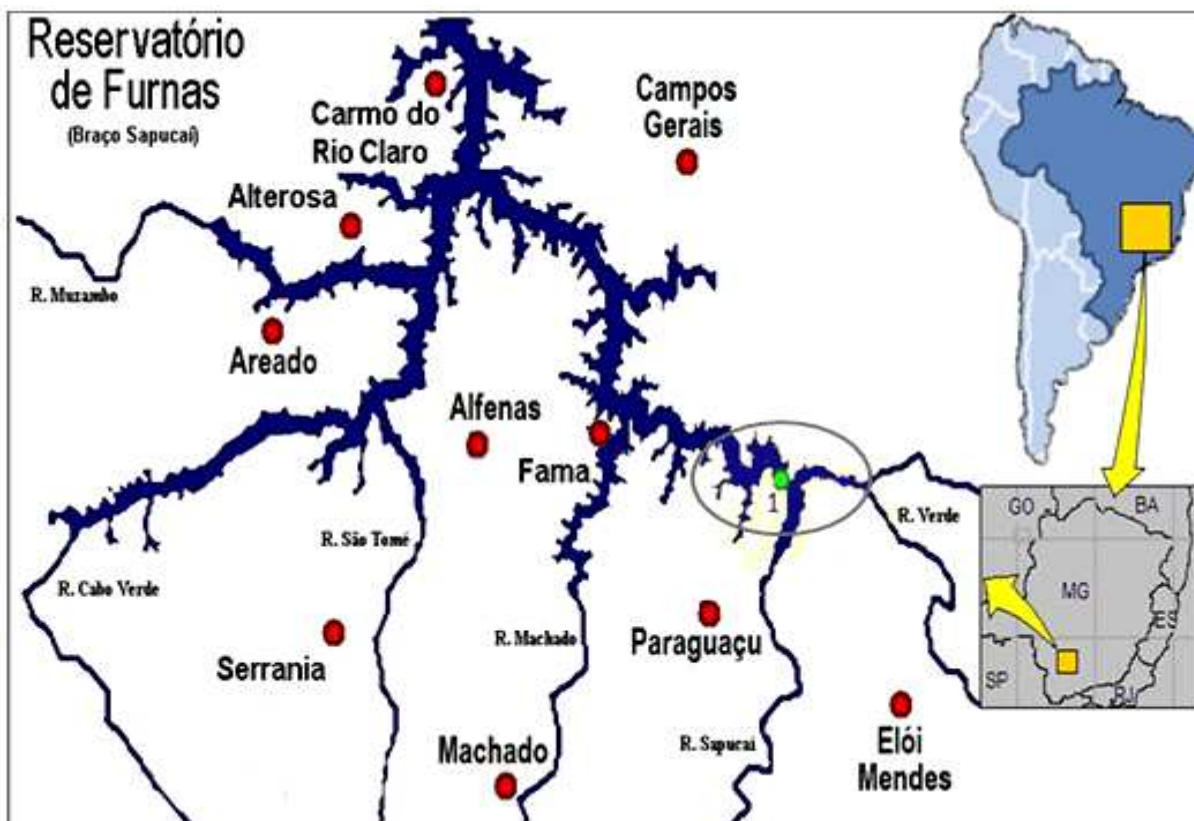 Reservatório
de Furnas
(Braço Sapucaí)
Carmo do
Rio Claro
Campos
Gerais
Alterosa
R. Muzambo
Areado
Alfenas
Fama
1
R. Verde
R. São Tomé
R. Cabo Verde
R. Machado
Paraguaçu
Serrania
R. Sapucaí
Machado
Elói
Mendes
GO
BA
MG
ES
SP
RJ